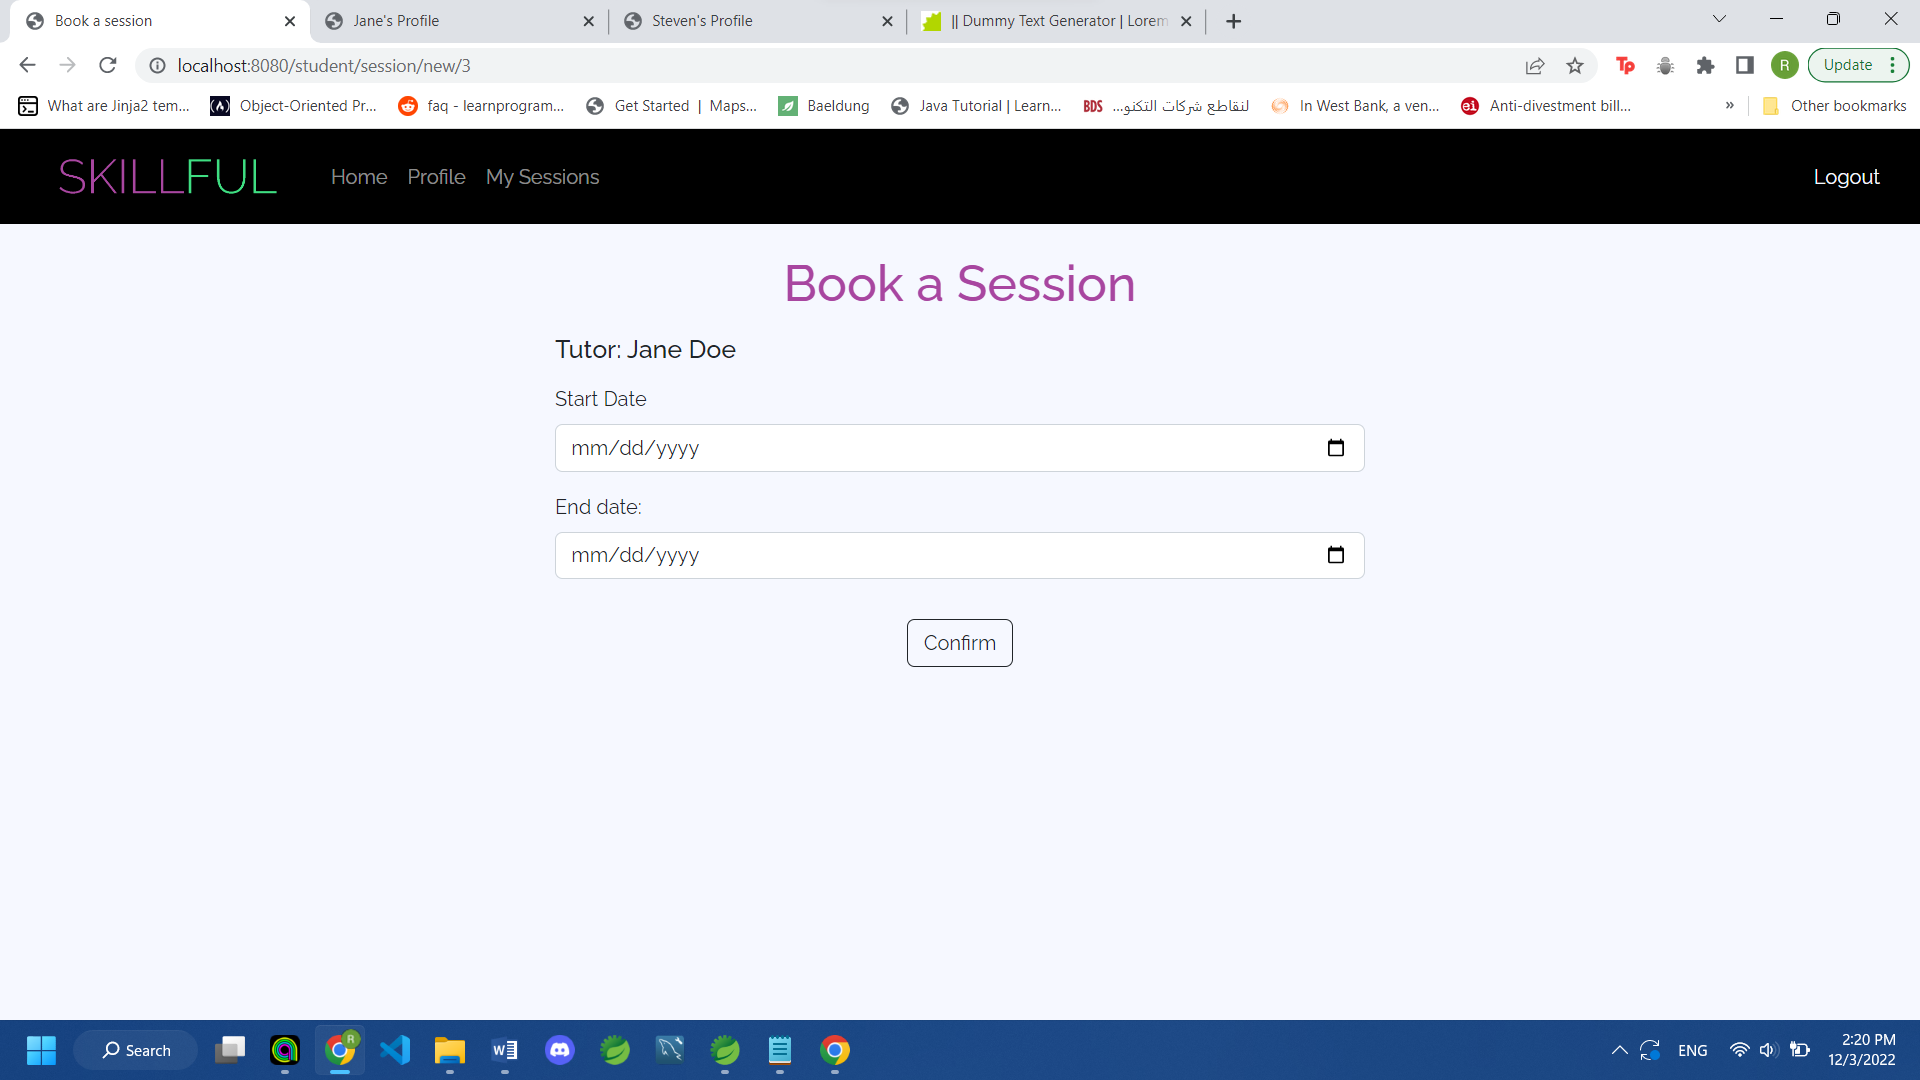 Book a session
Jane's Profile
Steven's Profile
|| Dummy Text Generator | Lorem
localhost:8080/student/session/new/3
R
Update
What are Jinja2 tem...
Object-Oriented Pr...
faq - learnprogram...
Get Started | Maps...
Baeldung
Java Tutorial | Learn...
BDS
لنقاطع شركات التكنو...
In West Bank, a ven...
ei
Anti-divestment bill...
»
Other bookmarks
SKILLFUL
Home
Profile
My Sessions
Logout
Book a Session
Tutor: Jane Doe
Start Date
mm/dd/yyyy
End date:
mm/dd/yyyy
Confirm
Search
R
W
ENG
2:20 PM
12/3/2022